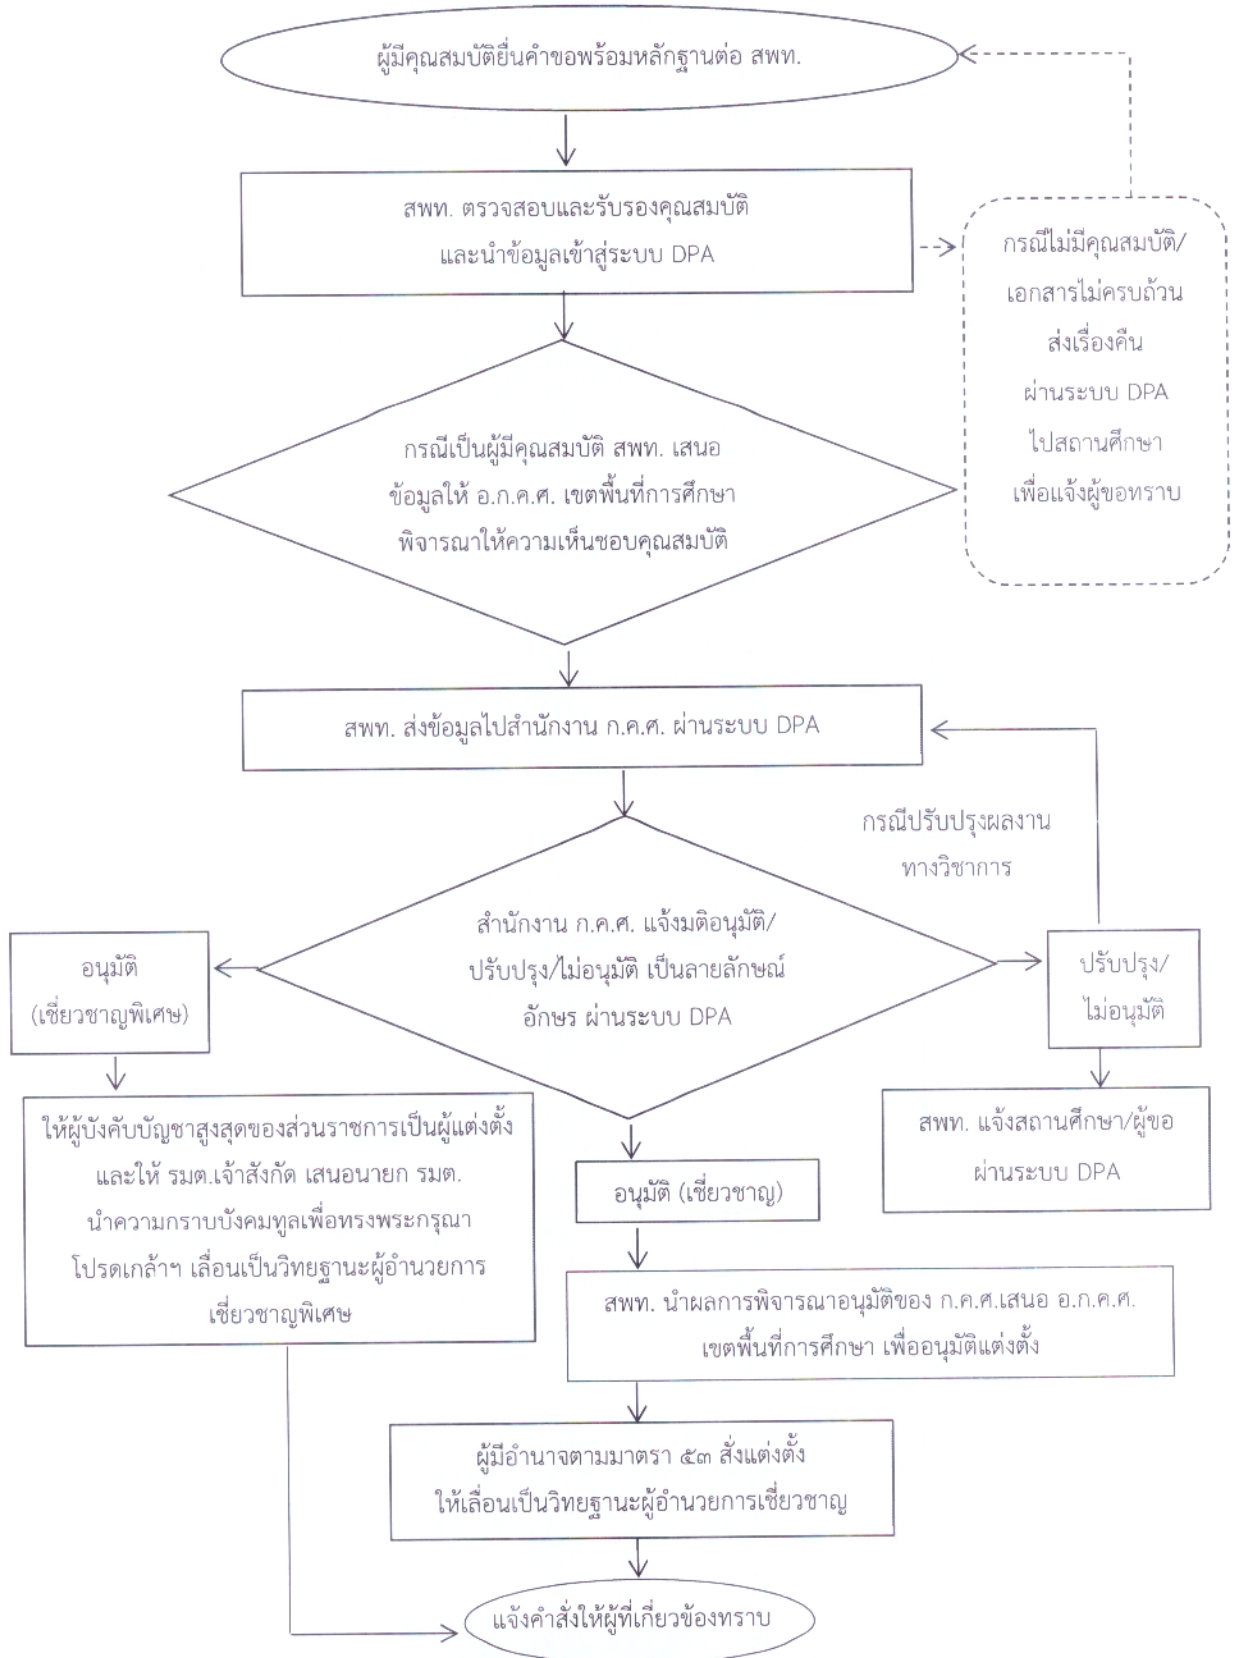 ผู้มีคุณสมบัติยื่นคำขอพร้อมหลักฐานต่อ สพท.
สพท. ตรวจสอบและรับรองคุณสมบัติ
และนำข้อมูลเข้าสู่ระบบ DPA
กรณีไม่มีคุณสมบัติ/
เอกสารไม่ครบถ้วน
ส่งเรื่องคืน
ผ่านระบบ DPA
ไปสถานศึกษา
เพื่อแจ้งผู้ขอทราบ
กรณีเป็นผู้มีคุณสมบัติ สพท. เสนอ
ข้อมูลให้ อ.ก.ค.ศ. เขตพื้นที่การศึกษา
พิจารณาให้ความเห็นชอบคุณสมบัติ
สพท. ส่งข้อมูลไปสำนักงาน ก.ค.ศ. ผ่านระบบ DPA
กรณีปรับปรุงผลงาน
ทางวิชาการ
สำนักงาน ก.ค.ศ. แจ้งมติอนุมัติ/
ปรับปรุง/ไม่อนุมัติ เป็นลายลักษณ์
อักษร ผ่านระบบ DPA
อนุมัติ
(เชี่ยวชาญพิเศษ)
ปรับปรุง/
ไม่อนุมัติ
ให้ผู้บังคับบัญชาสูงสุดของส่วนราชการเป็นผู้แต่งตั้ง
และให้ รมต.เจ้าสังกัด เสนอนายก รมต.
นำความกราบบังคมทูลเพื่อทรงพระกรุณา
โปรดเกล้าฯ เลื่อนเป็นวิทยฐานะผู้อำนวยการ
เชี่ยวชาญพิเศษ
สพท. แจ้งสถานศึกษา/ผู้ขอ
ผ่านระบบ DPA
อนุมัติ (เชี่ยวชาญ)
สพท. นำผลการพิจารณาอนุมัติของ ก.ค.ศ.เสนอ อ.ก.ค.ศ.
เขตพื้นที่การศึกษา เพื่ออนุมัติแต่งตั้ง
ผู้มีอำนาจตามมาตรา ๕๓ สั่งแต่งตั้ง
ให้เลื่อนเป็นวิทยฐานะผู้อำนวยการเชี่ยวชาญ
แจ้งคำสั่งให้ผู้ที่เกี่ยวข้องทราบ